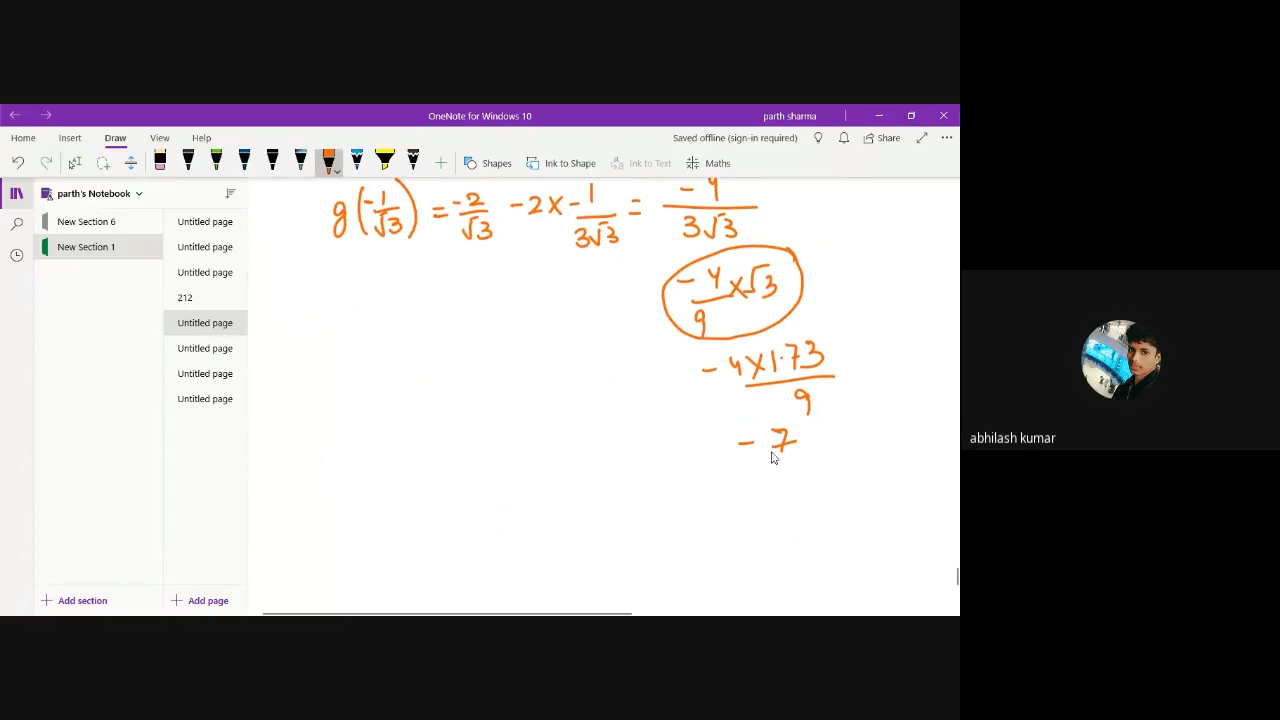 OneNote for Windows 10
parth sharma
Home Insert Draw View Help
Saved offline (sign-in required)
Share
Shapes Ink to Shape Ink to Text Maths
parth's Notebook
New Section 6
New Section 1
Untitled page
Untitled page
Untitled page
212
Untitled page
Untitled page
Untitled page
Untitled page
Add section
Add page
g(-1/√3) = -2/√3 - 2 × -1/3√3 = -4/3√3
-4/9 × √3
-4×1.73/9
- 7
abhilash kumar